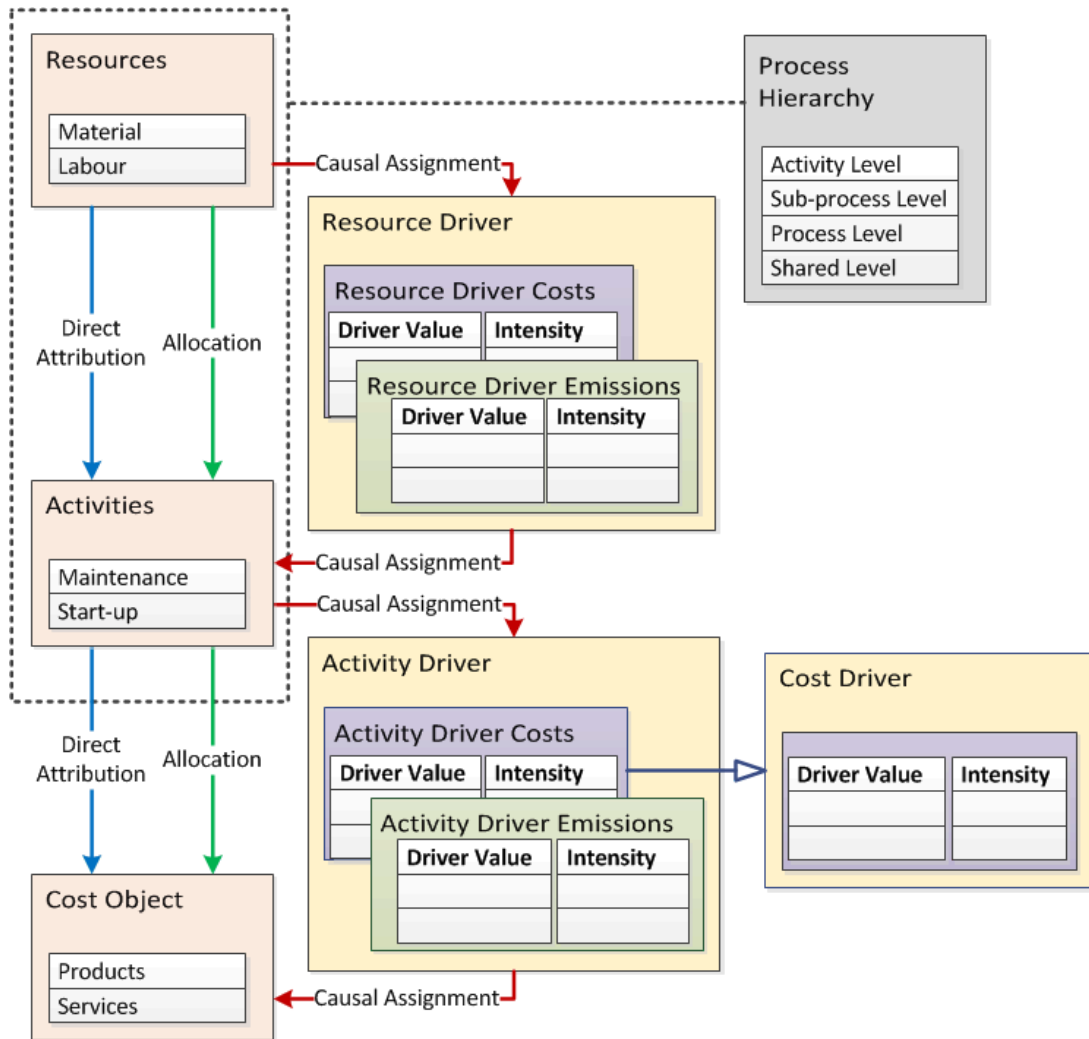 Resources
Material
Labour
Process
Hierarchy
Activity Level
Sub-process Level
Process Level
Shared Level
Causal Assignment
Resource Driver
Resource Driver Costs
Driver Value Intensity
Resource Driver Emissions
Driver Value Intensity
Direct
Attribution
Allocation
Activities
Maintenance
Start-up
Causal Assignment
Causal Assignment
Activity Driver
Activity Driver Costs
Driver Value Intensity
Activity Driver Emissions
Driver Value Intensity
Cost Driver
Driver Value Intensity
Direct
Attribution
Allocation
Cost Object
Products
Services
Causal Assignment